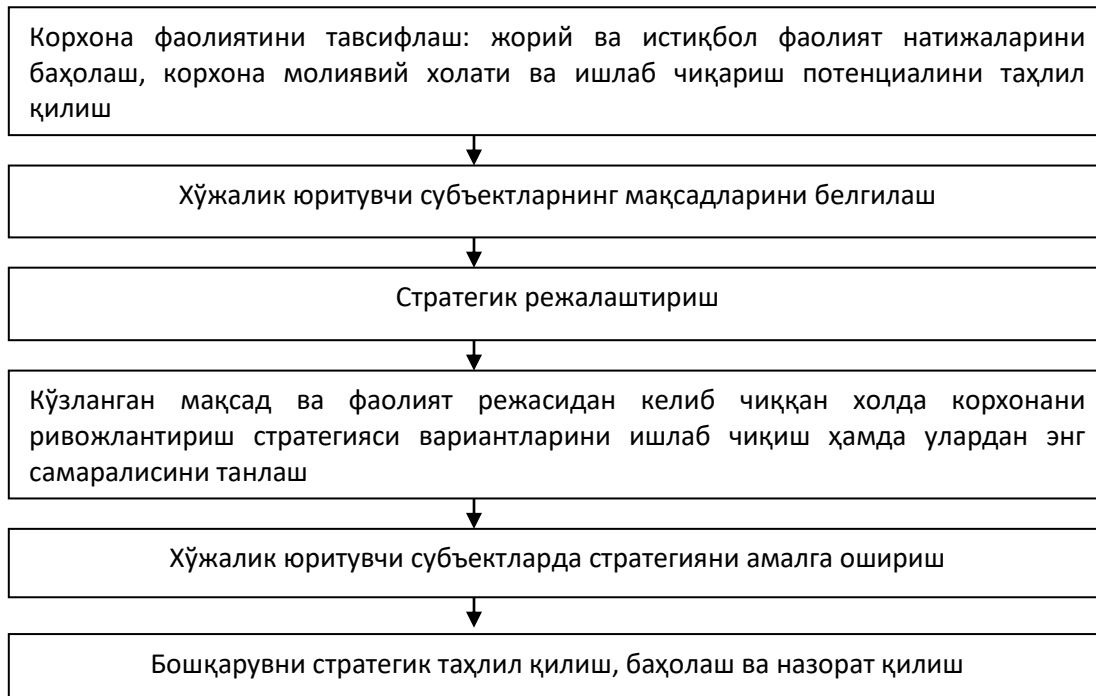 Корхона фаолиятини тавсифлаш: жорий ва истиқбол фаолият натижаларини
баҳолаш, корхона молиявий холати ва ишлаб чиқариш потенциалини таҳлил
қилиш
Хўжалик юритувчи субъектларнинг мақсадларини белгилаш
Стратегик режалаштириш
Кўзланган мақсад ва фаолият режасидан келиб чиққан холда корхонани
ривожлантириш стратегияси вариантларини ишлаб чиқиш ҳамда улардан энг
самаралисини танлаш
Хўжалик юритувчи субъектларда стратегияни амалга ошириш
Бошқарувни стратегик таҳлил қилиш, баҳолаш ва назорат қилиш